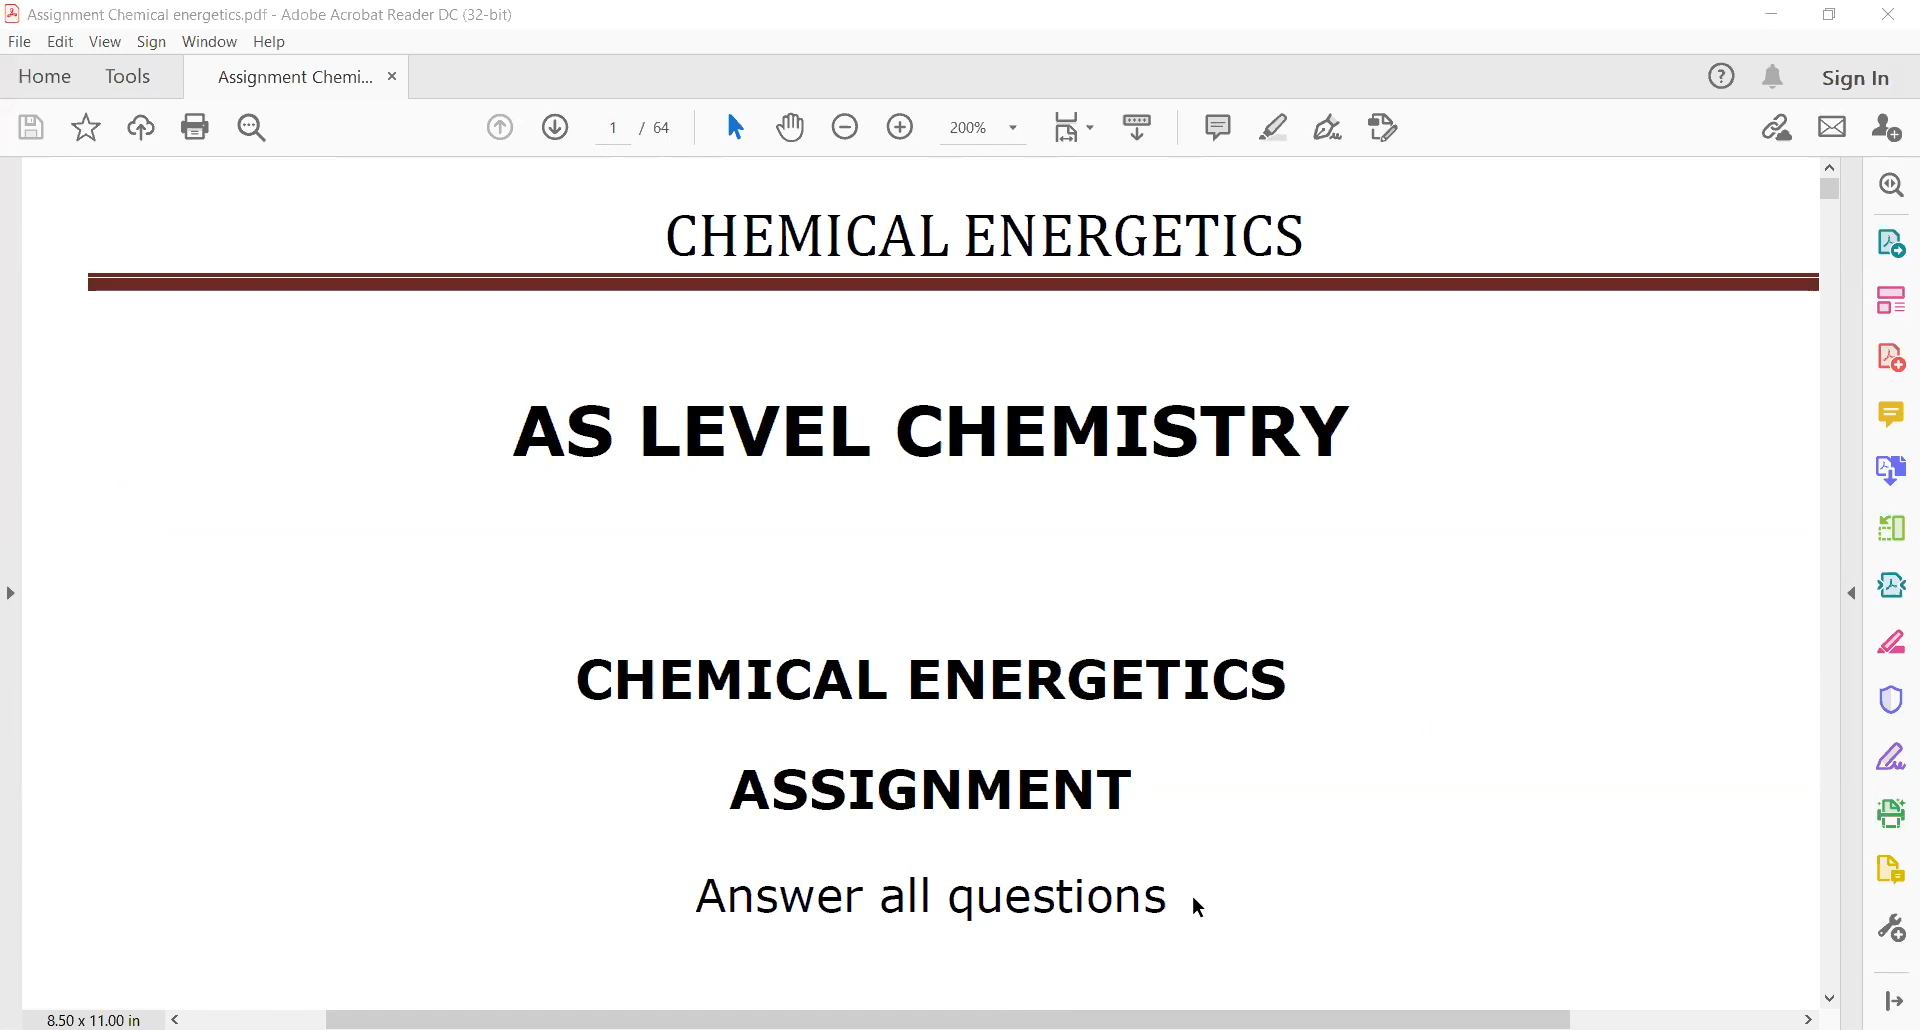 Assignment Chemical energetics.pdf - Adobe Acrobat Reader DC (32-bit)
File Edit View Sign Window Help
Home Tools Assignment Chemi... × Sign In
1 / 64 200%
CHEMICAL ENERGETICS
AS LEVEL CHEMISTRY
CHEMICAL ENERGETICS
ASSIGNMENT
Answer all questions
8.50 x 11.00 in